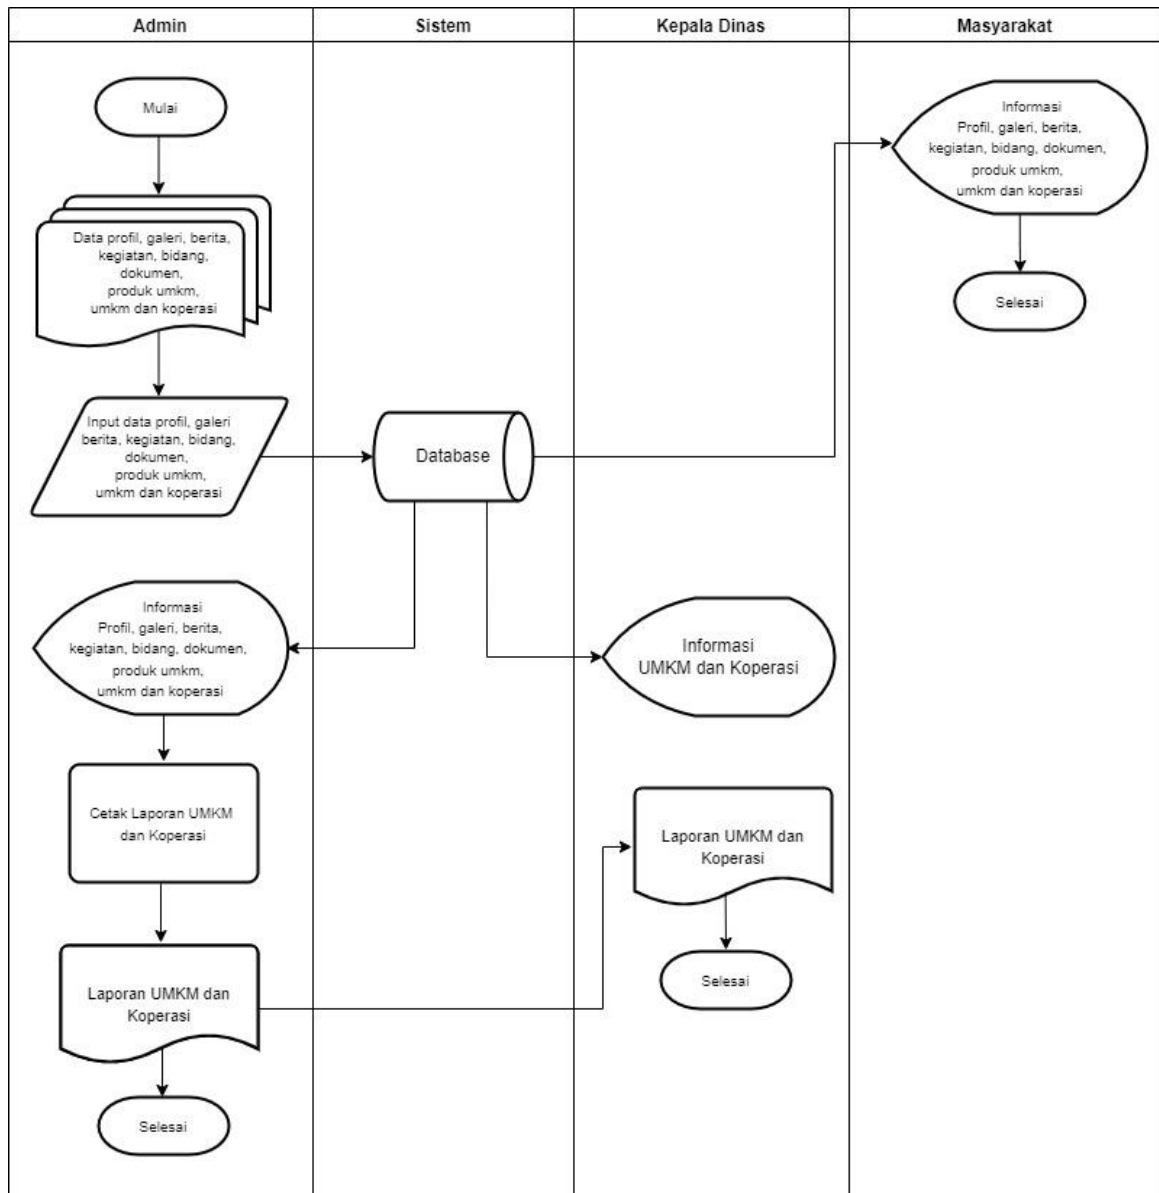 Admin
Sistem
Kepala Dinas
Masyarakat
Mulai
Data profil, galeri, berita,
kegiatan, bidang,
dokumen,
produk umkm,
umkm dan koperasi
Input data profil, galeri
berita, kegiatan, bidang,
dokumen,
produk umkm,
umkm dan koperasi
Database
Informasi
Profil, galeri, berita,
kegiatan, bidang, dokumen,
produk umkm,
umkm dan koperasi
Selesai
Informasi
Profil, galeri, berita,
kegiatan, bidang, dokumen,
produk umkm,
umkm dan koperasi
Informasi
UMKM dan Koperasi
Cetak Laporan UMKM
dan Koperasi
Laporan UMKM dan
Koperasi
Selesai
Laporan UMKM dan
Koperasi
Selesai